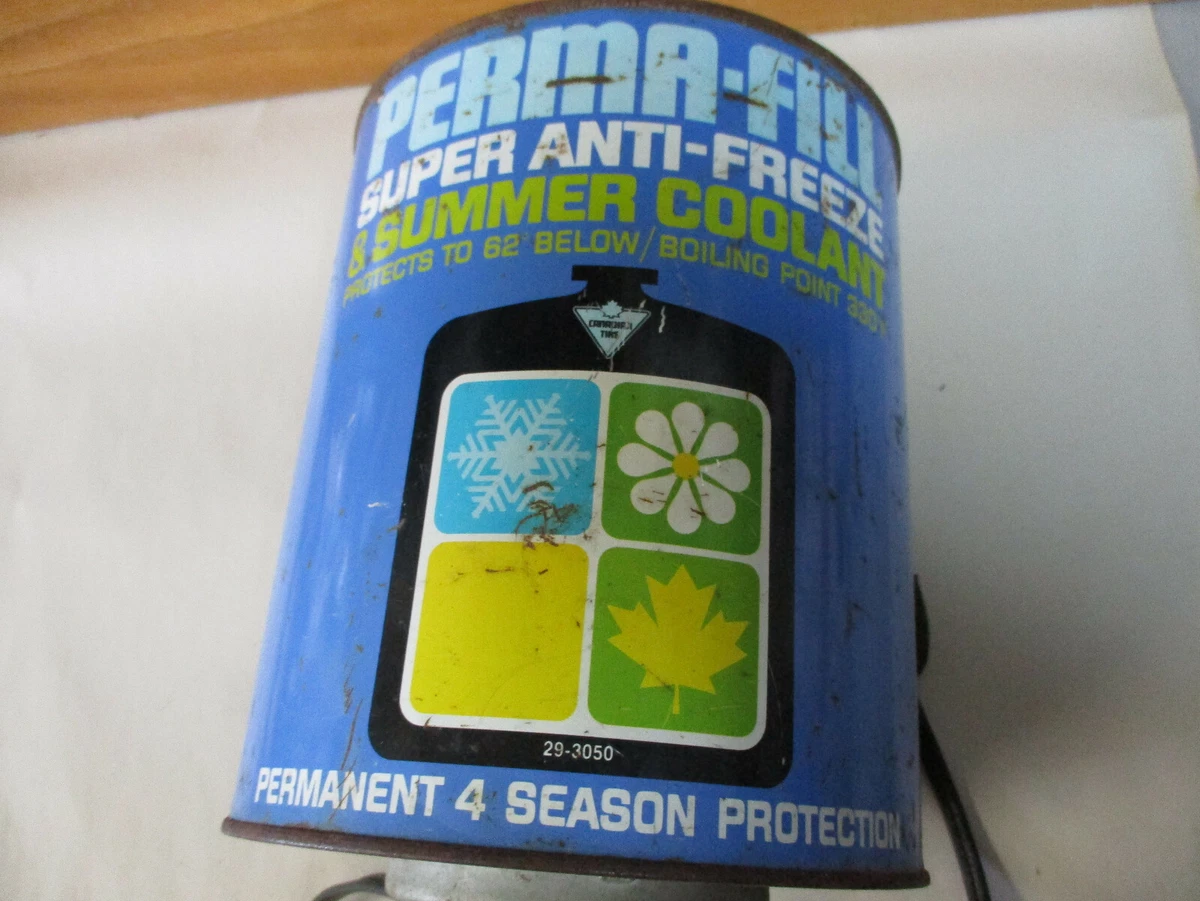 PERMA-FILL
SUPER ANTI-FREEZE
& SUMMER COOLANT
PROTECTS TO 62° BELOW/BOILING POINT 330°
CANADIAN
TIRE
29-3050
PERMANENT 4 SEASON PROTECTION